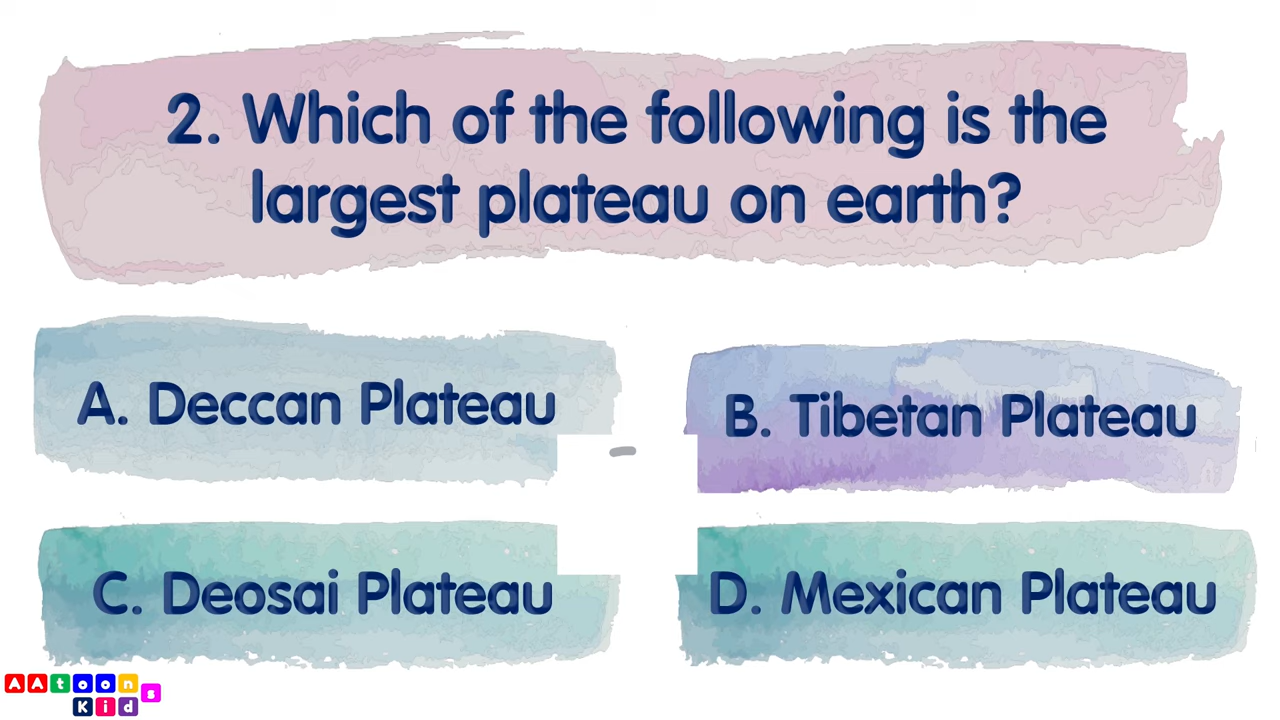 2. Which of the following is the
largest plateau on earth?
A. Deccan Plateau
B. Tibetan Plateau
C. Deosai Plateau
D. Mexican Plateau
AAtoons
Kid